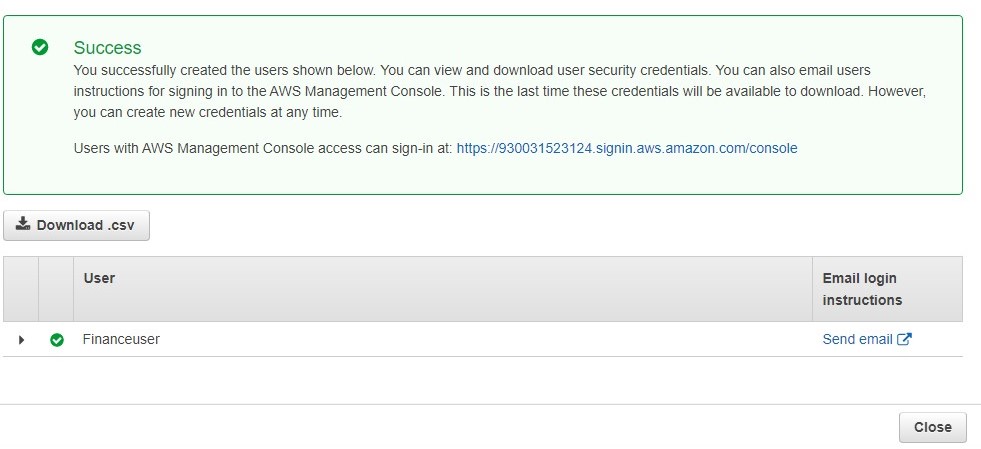 Success
You successfully created the users shown below. You can view and download user security credentials. You can also email users
instructions for signing in to the AWS Management Console. This is the last time these credentials will be available to download. However,
you can create new credentials at any time.
Users with AWS Management Console access can sign-in at: https://930031523124.signin.aws.amazon.com/console
Download .csv
User
Email login
instructions
Financeuser
Send email
Close